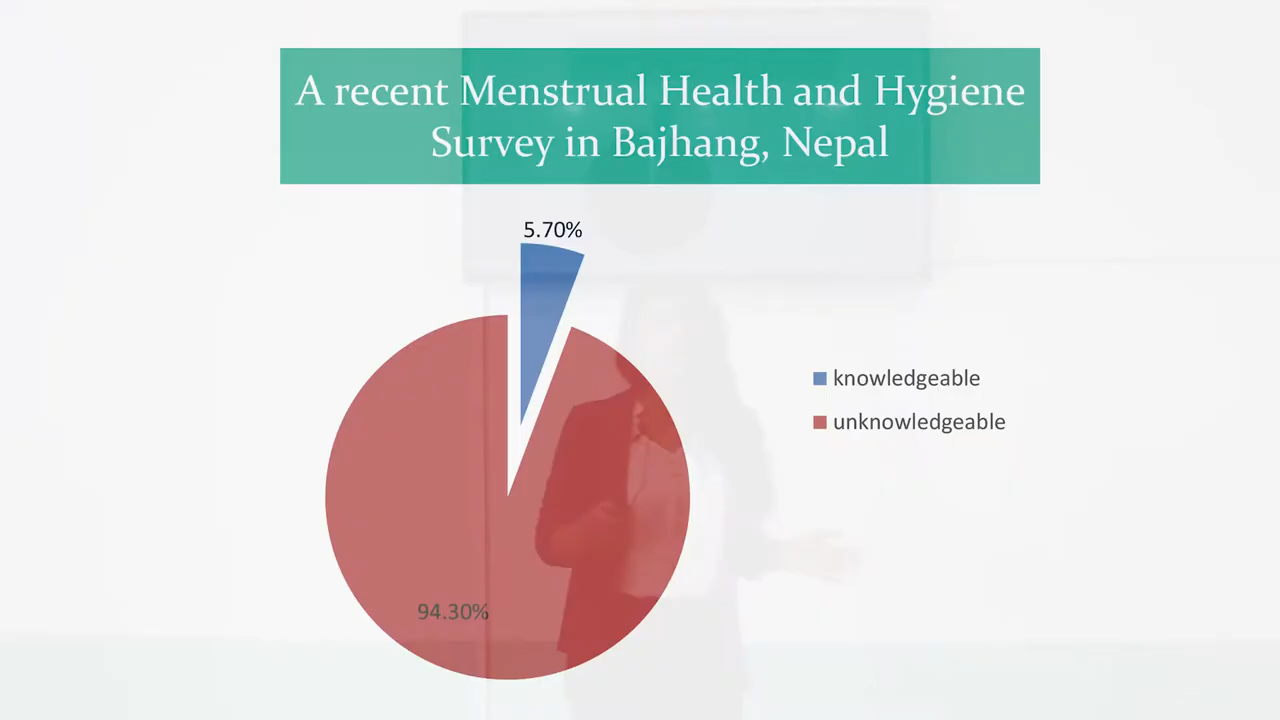 A recent Menstrual Health and Hygiene
Survey in Bajhang, Nepal
5.70%
knowledgeable
unknowledgeable
94.30%